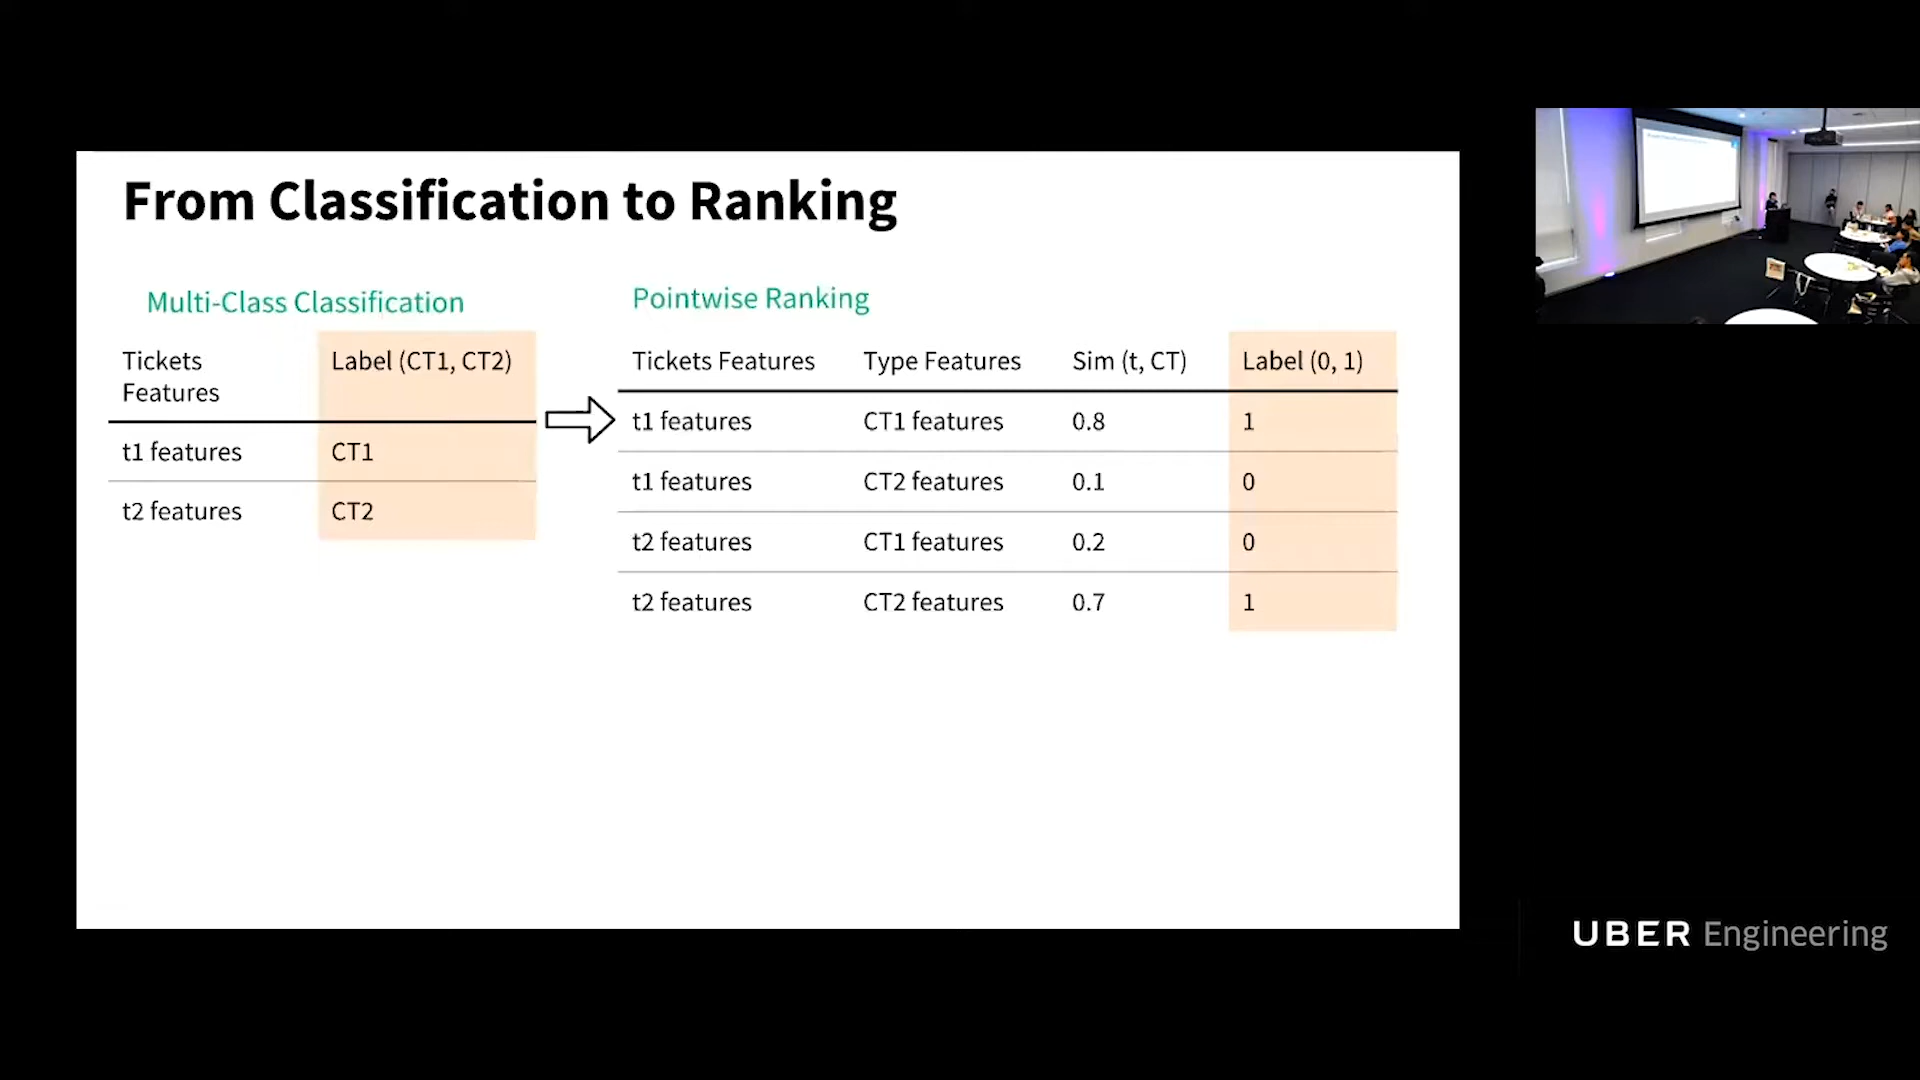 From Classification to Ranking
Multi-Class Classification
Tickets Features Label (CT1, CT2)
t1 features CT1
t2 features CT2
Pointwise Ranking
Tickets Features Type Features Sim (t, CT) Label (0, 1)
t1 features CT1 features 0.8 1
t1 features CT2 features 0.1 0
t2 features CT1 features 0.2 0
t2 features CT2 features 0.7 1
UBER Engineering